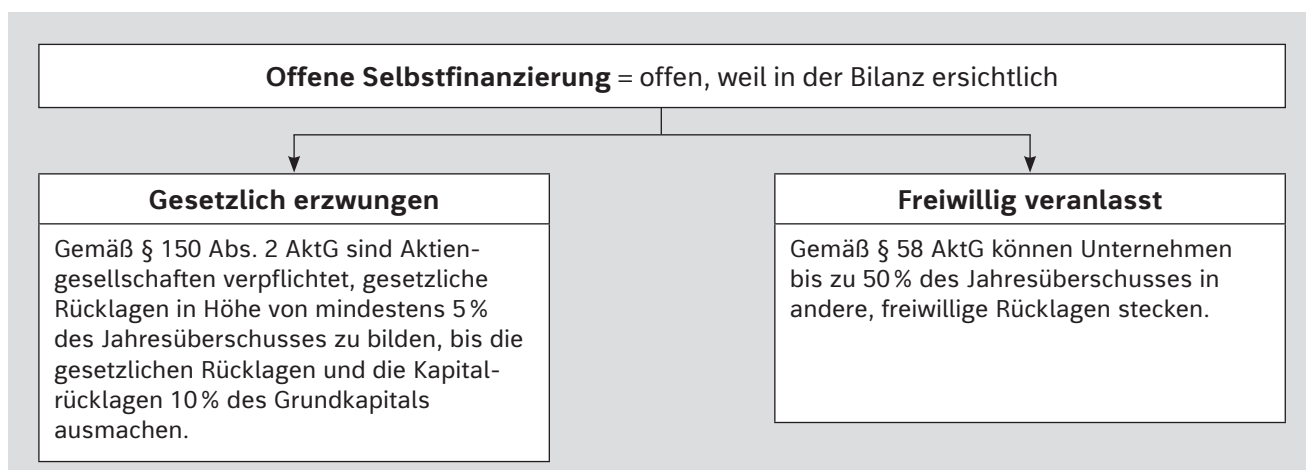 Offene Selbstfinanzierung = offen, weil in der Bilanz ersichtlich
Gesetzlich erzwungen
Gemäß § 150 Abs. 2 AktG sind Aktien-
gesellschaften verpflichtet, gesetzliche
Rücklagen in Höhe von mindestens 5 %
des Jahresüberschusses zu bilden, bis die
gesetzlichen Rücklagen und die Kapital-
rücklagen 10 % des Grundkapitals
ausmachen.
Freiwillig veranlasst
Gemäß § 58 AktG können Unternehmen
bis zu 50 % des Jahresüberschusses in
andere, freiwillige Rücklagen stecken.